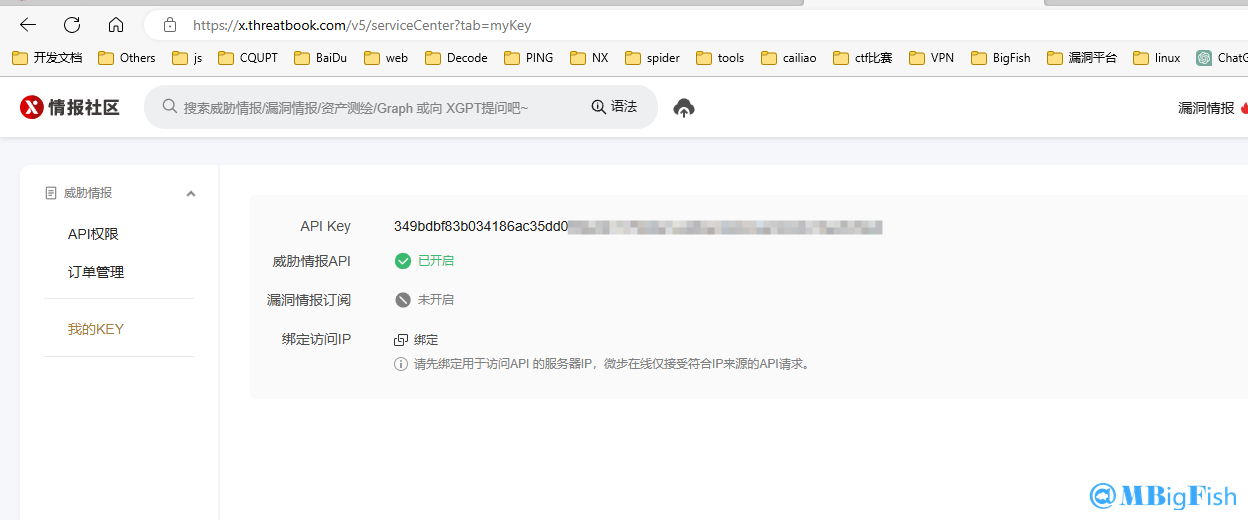 https://x.threatbook.com/v5/serviceCenter?tab=myKey
开发文档 Others js CQUPT BaiDu web Decode PING NX spider tools cailiao ctf比赛 VPN BigFish 漏洞平台 linux ChatG
X 情报社区 搜索威胁情报/漏洞情报/资产测绘/Graph 或向 XGPT提问吧~ 语法 漏洞情报
威胁情报
API权限
订单管理
我的KEY
API Key 349bdbf83b034186ac35dd0
威胁情报API 已开启
漏洞情报订阅 未开启
绑定访问IP 绑定
请先绑定用于访问API 的服务器IP，微步在线仅接受符合IP来源的API请求。
@MBigFish